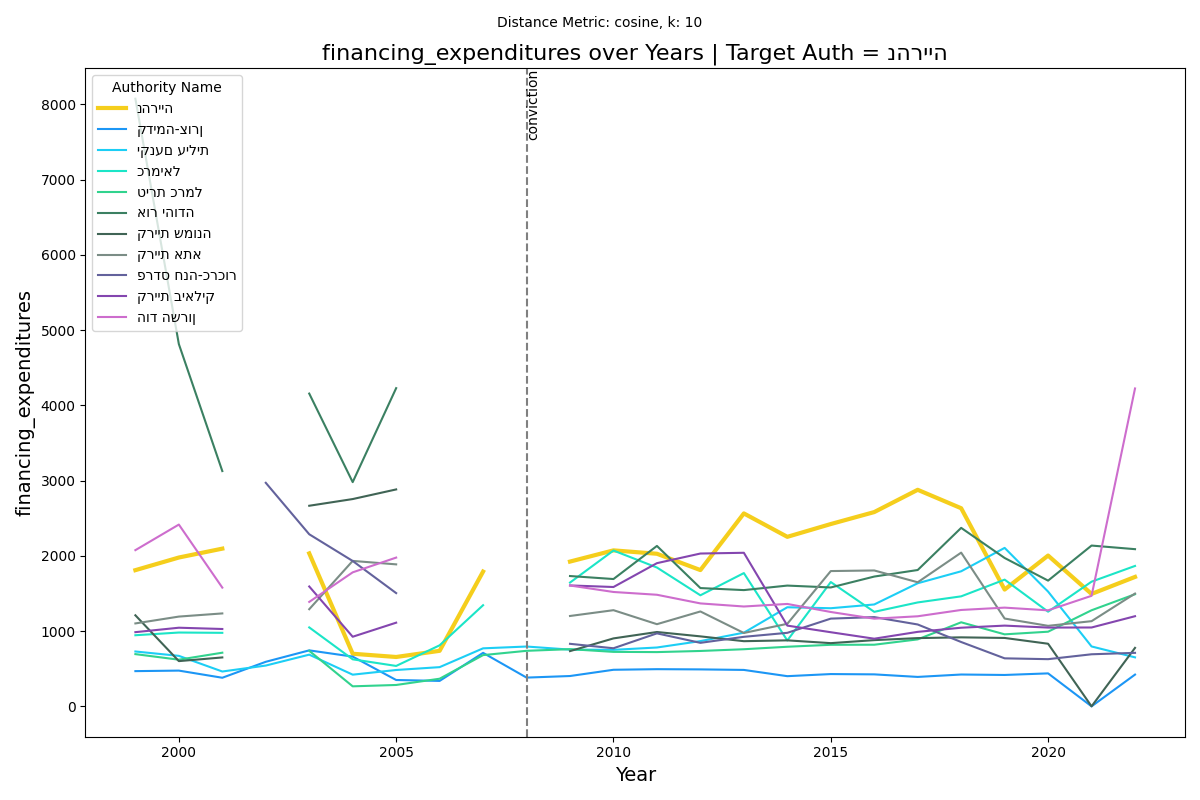 Distance Metric: cosine, k: 10
financing_expenditures over Years | Target Auth = נהרייה
Authority Name
נהרייה
קדימה-צורן
יקנעם עילית
כרמיאל
טירת כרמל
אור יהודה
קריית שמונה
קריית אתא
פרדס חנה-כרכור
קריית ביאליק
הוד השרון
conviction
8000
7000
6000
5000
4000
3000
2000
1000
0
financing_expenditures
2000
2005
2010
2015
2020
Year